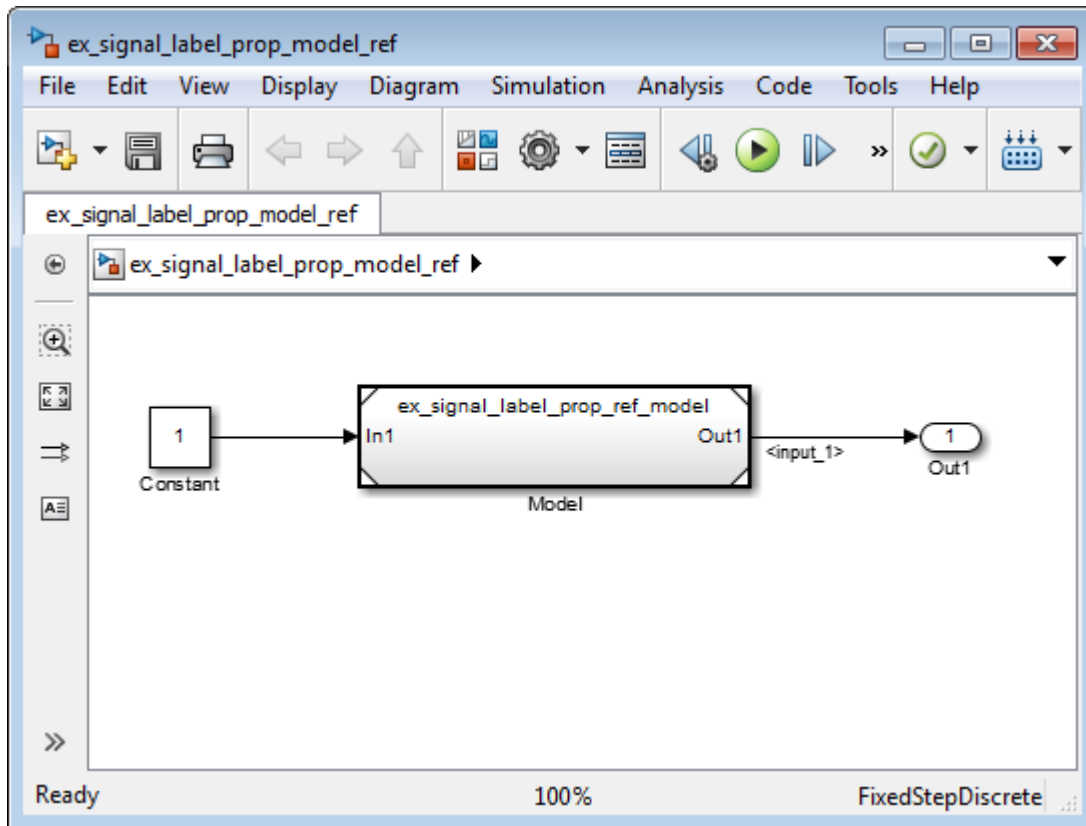 ex_signal_label_prop_model_ref
File Edit View Display Diagram Simulation Analysis Code Tools Help
ex_signal_label_prop_model_ref
ex_signal_label_prop_model_ref
ex_signal_label_prop_ref_model
1 In1 Out1 1
<input_1>
Constant Out1
Model
Ready 100% FixedStepDiscrete